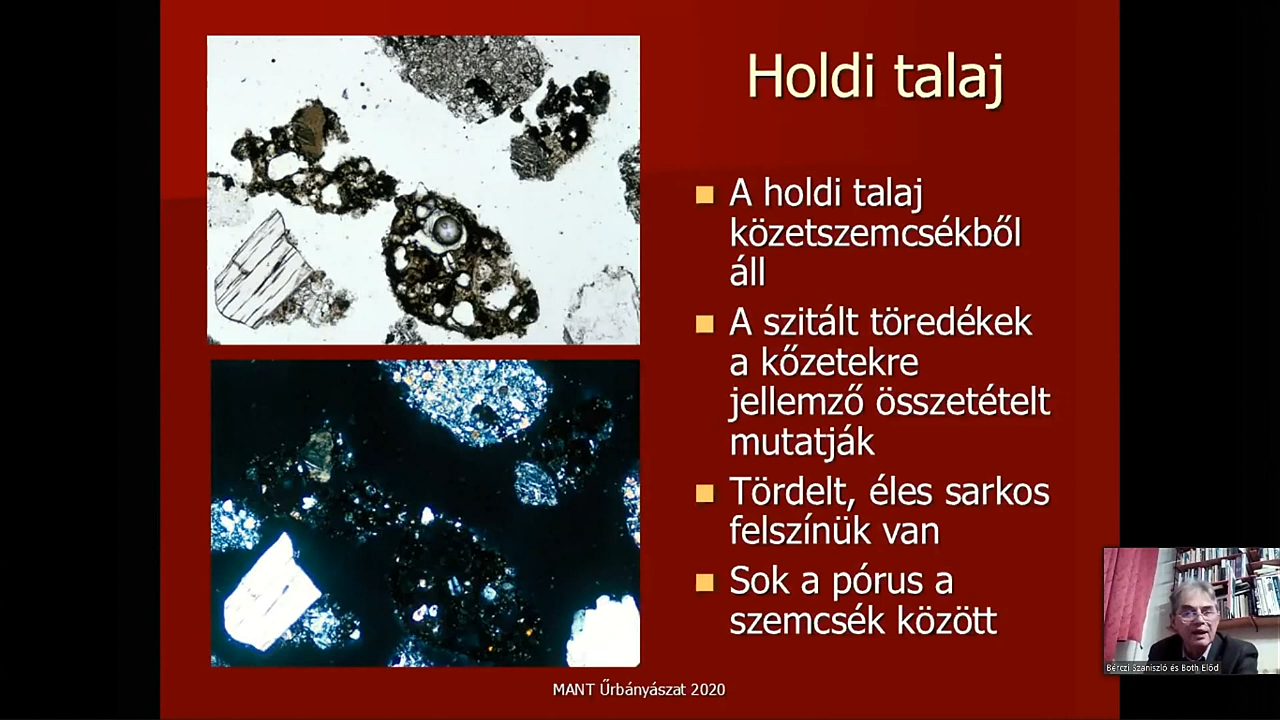 Holdi talaj
A holdi talaj
közetszemcsékből
áll
A szitált töredékek
a kőzetekre
jellemző összetételt
mutatják
Tördelt, éles sarkos
felszínük van
Sok a pórus a
szemcsék között
MANT Űrbányászat 2020
Bérczi Szaniszló és Both Előd